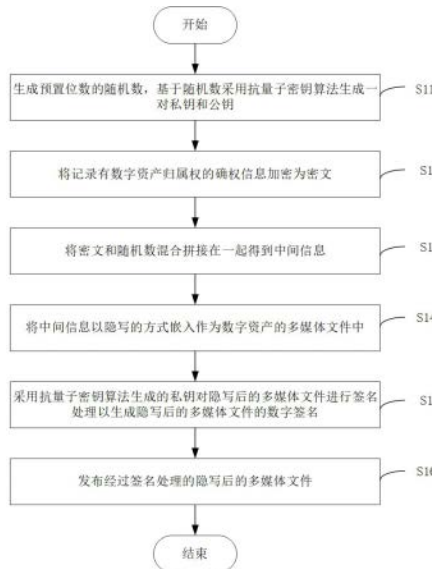 开始
生成预置位数的随机数，基于随机数采用抗量子密钥算法生成一
对私钥和公钥
S11
将记录有数字资产归属权的确权信息加密为密文
S1
将密文和随机数混合拼接在一起得到中间信息
S1
将中间信息以隐写的方式嵌入作为数字资产的多媒体文件中
S14
采用抗量子密钥算法生成的私钥对隐写后的多媒体文件进行签名
处理以生成隐写后的多媒体文件的数字签名
S1
发布经过签名处理的隐写后的多媒体文件
S16
结束